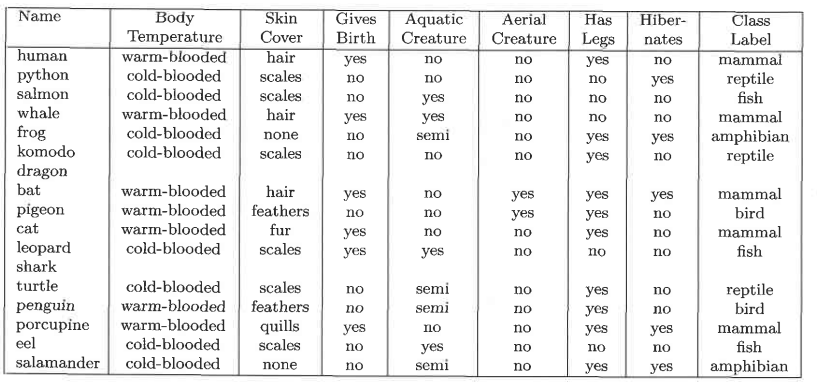 Name Body Skin Gives Aquatic Aerial Has Hiber- Class
Temperature Cover Birth Creature Creature Legs nates Label
human warm-blooded hair yes no no yes no mammal
python cold-blooded scales no no no no yes reptile
salmon cold-blooded scales no yes no no no fish
whale warm-blooded hair yes yes no no no mammal
frog cold-blooded none no semi no yes yes amphibian
komodo cold-blooded scales no no no yes no reptile
dragon
bat warm-blooded hair yes no yes yes yes mammal
pigeon warm-blooded feathers no no yes yes no bird
cat warm-blooded fur yes no no yes no mammal
leopard cold-blooded scales yes yes no no no fish
shark
turtle cold-blooded scales no semi no yes no reptile
penguin warm-blooded feathers no semi no yes no bird
porcupine warm-blooded quills yes no no yes yes mammal
eel cold-blooded scales no yes no no no fish
salamander cold-blooded none no semi no yes yes amphibian